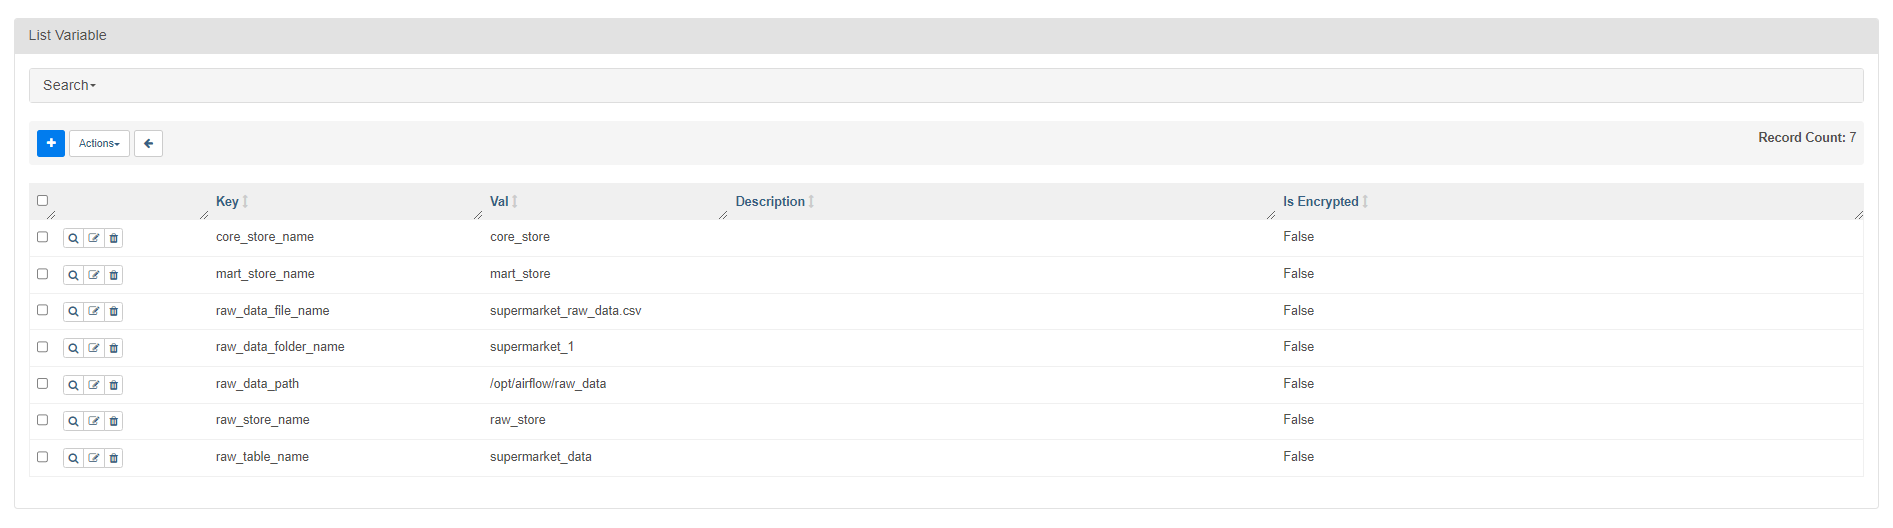 List Variable
Search
Actions
Record Count: 7
Key Val Description Is Encrypted
core_store_name core_store False
mart_store_name mart_store False
raw_data_file_name supermarket_raw_data.csv False
raw_data_folder_name supermarket_1 False
raw_data_path /opt/airflow/raw_data False
raw_store_name raw_store False
raw_table_name supermarket_data False